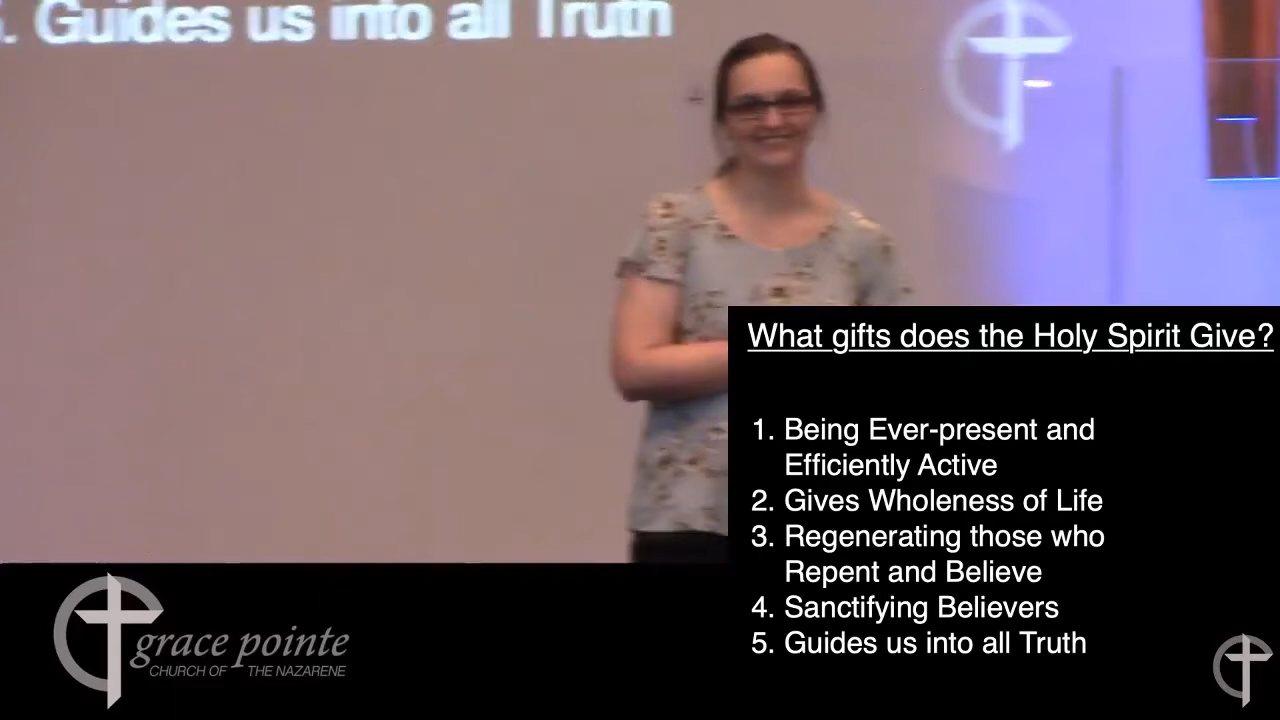 . Guides us into all Truth
What gifts does the Holy Spirit Give?
1. Being Ever-present and
Efficiently Active
2. Gives Wholeness of Life
3. Regenerating those who
Repent and Believe
4. Sanctifying Believers
5. Guides us into all Truth
grace pointe
CHURCH OF THE NAZARENE